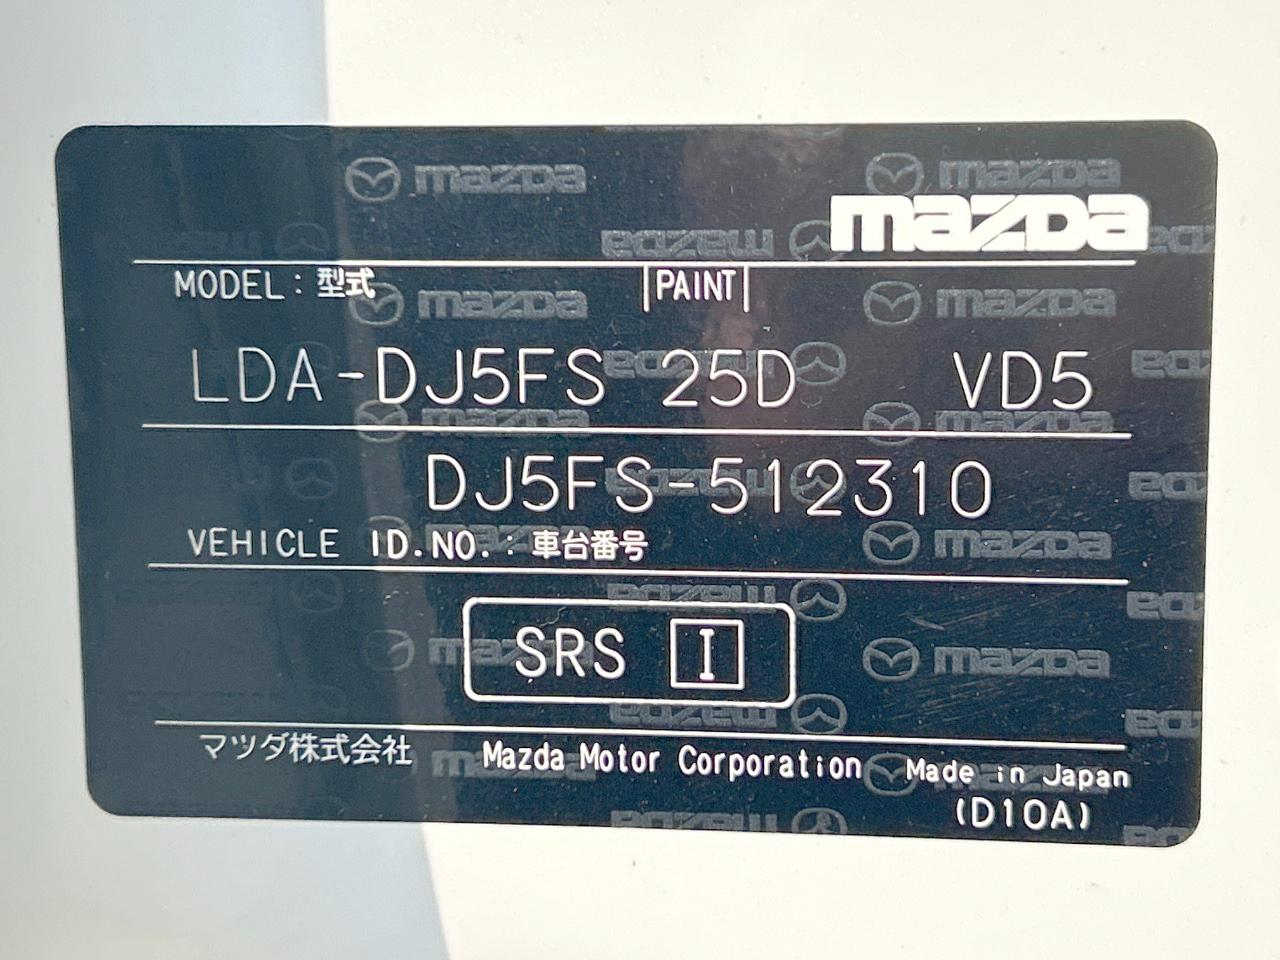 mazda
MODEL：型式 PAINT
LDA-DJ5FS 25D VD5
DJ5FS-512310
VEHICLE ID.NO.：車台番号
SRS I
マツダ株式会社 Mazda Motor Corporation Made in Japan
(D10A)